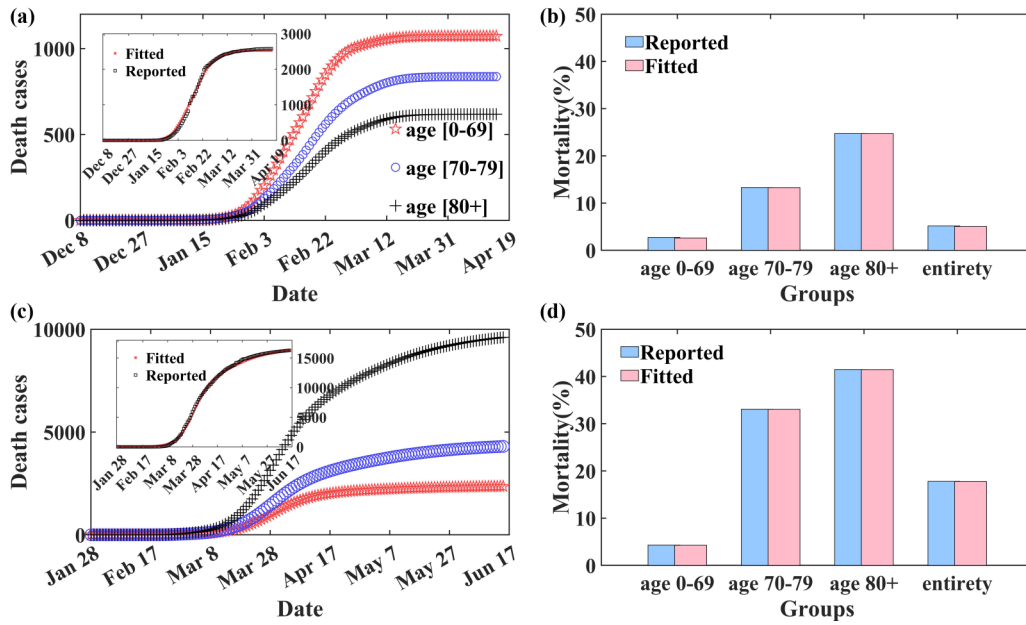 (a)
1000
500
0
Death cases
Fitted
Reported
3000
2000
1000
0
Dec 8
Dec 27
Jan 15
Feb 3
Feb 22
Mar 12
Mar 31
Apr 19
age [0-69]
age [70-79]
age [80+]
Dec 8
Dec 27
Jan 15
Feb 3
Feb 22
Mar 12
Mar 31
Apr 19
Date
(b)
50
40
30
20
10
0
Mortality(%)
Reported
Fitted
age 0-69
age 70-79
age 80+
entirety
Groups
(c)
10000
5000
0
Death cases
Fitted
Reported
15000
10000
5000
0
Jan 28
Feb 17
Mar 8
Mar 28
Apr 17
May 7
May 27
Jun 17
Jan 28
Feb 17
Mar 8
Mar 28
Apr 17
May 7
May 27
Jun 17
Date
(d)
50
40
30
20
10
0
Mortality(%)
Reported
Fitted
age 0-69
age 70-79
age 80+
entirety
Groups